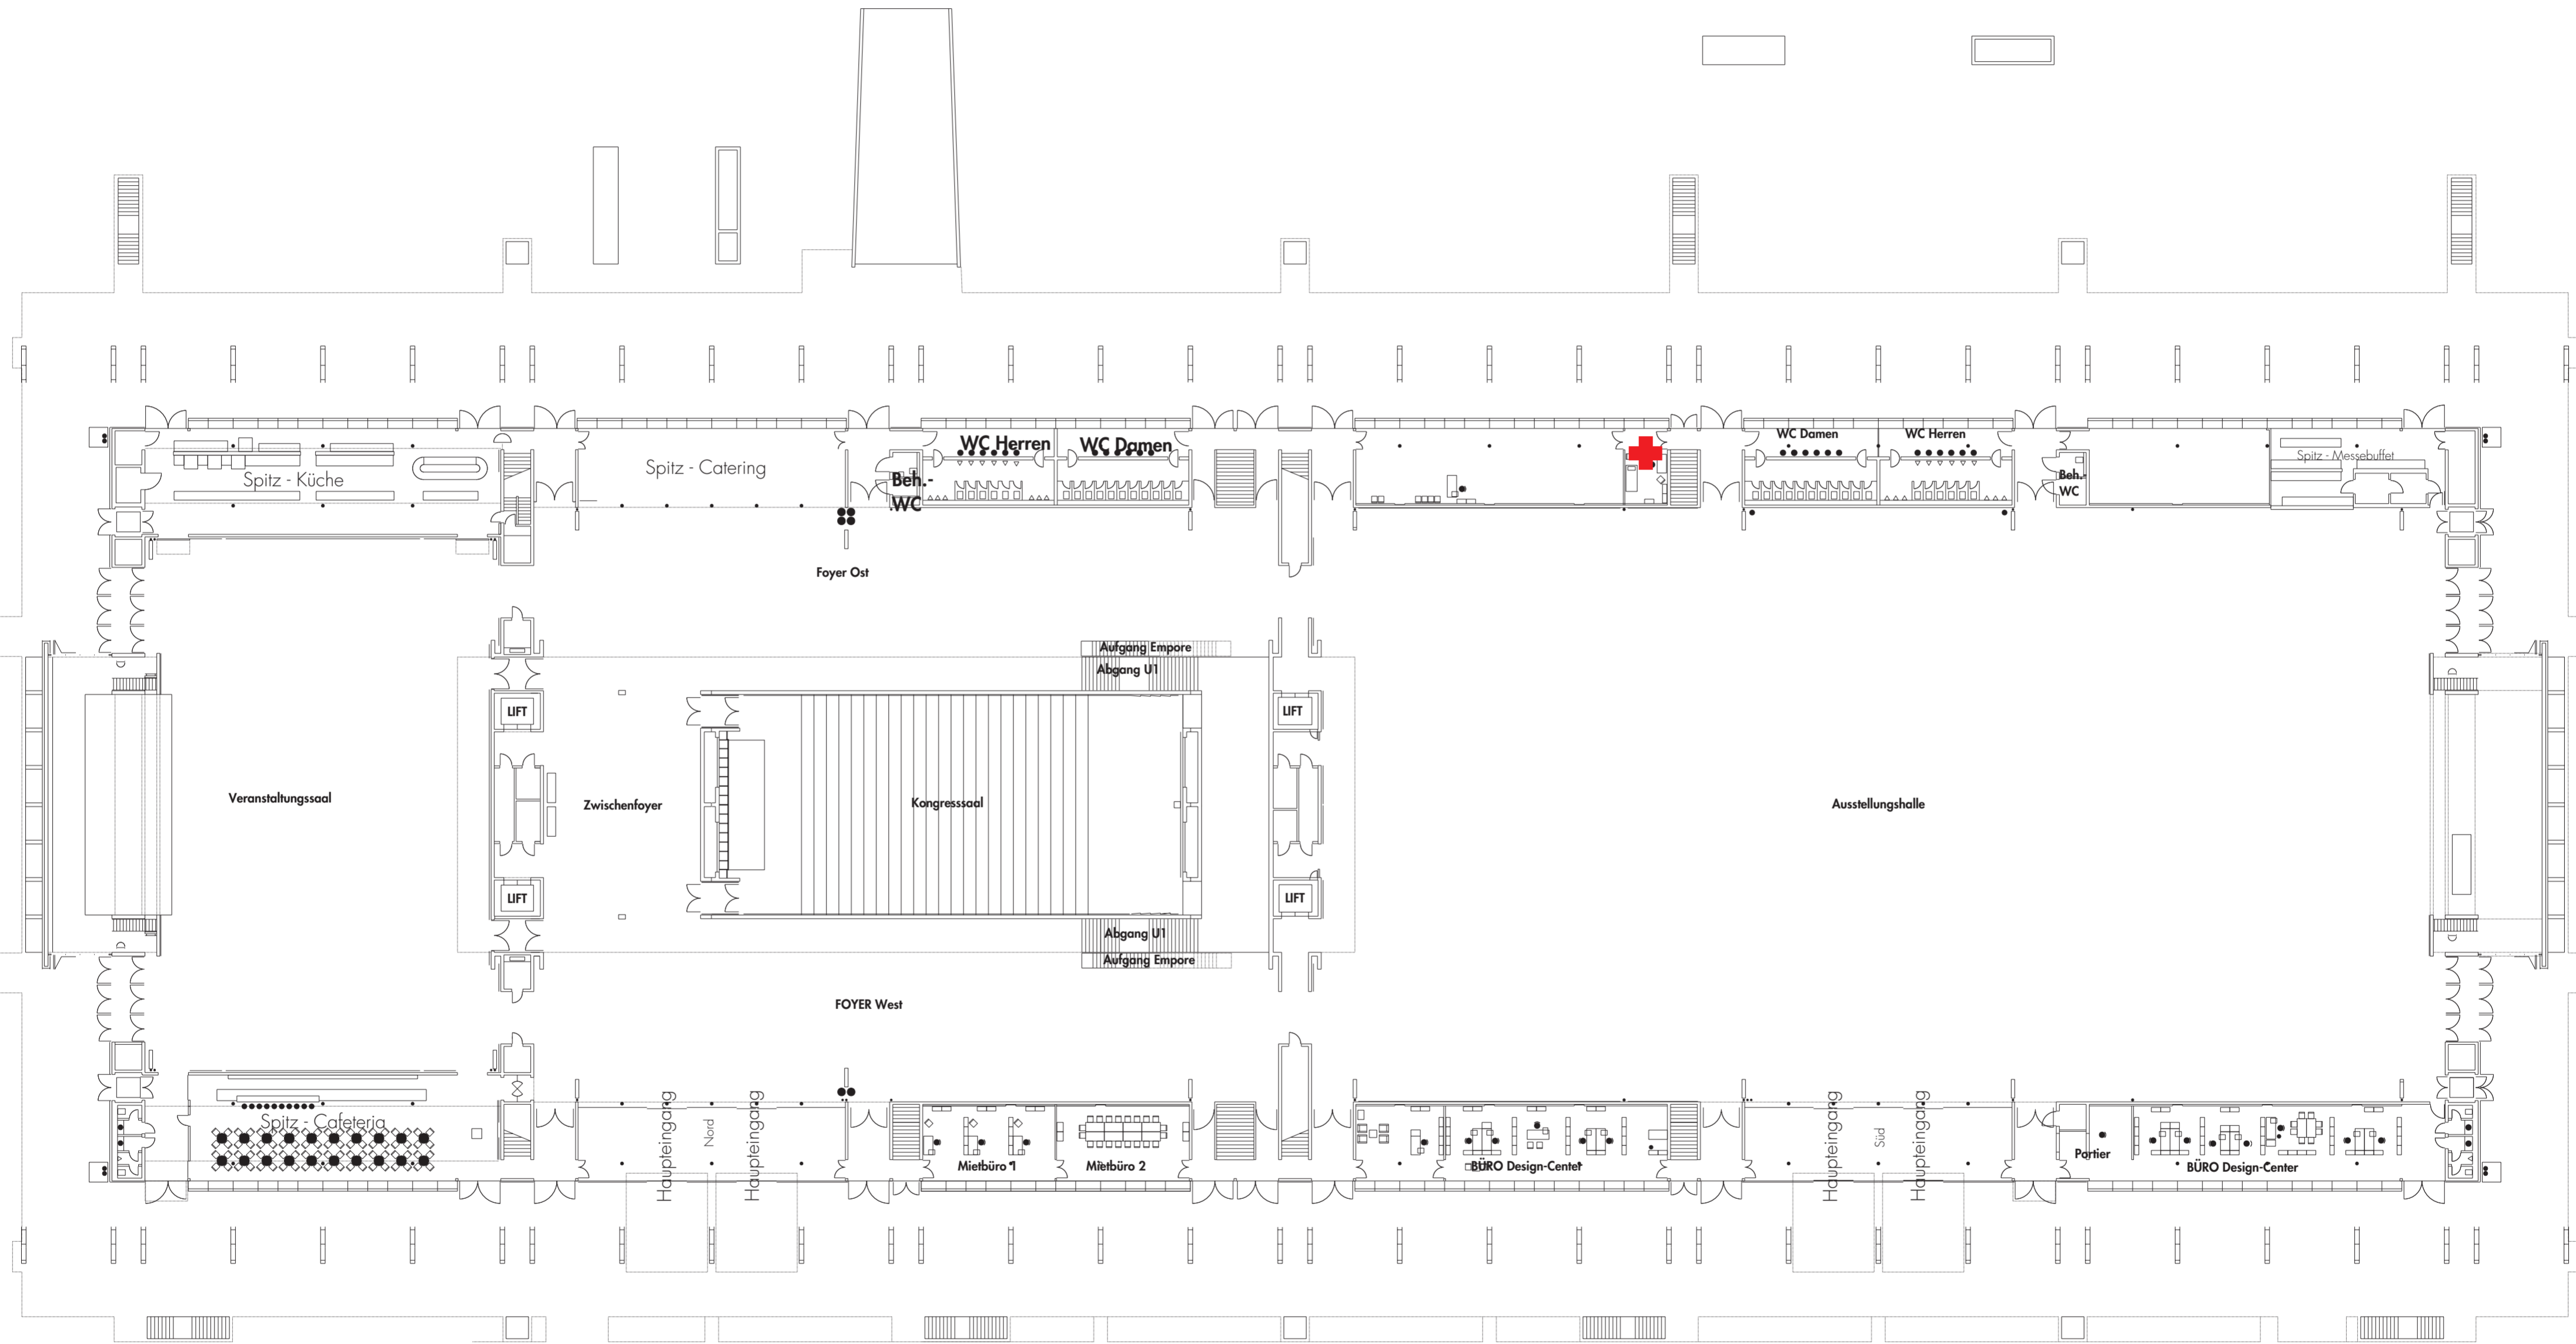 WC Herren
WC Damen
WC Damen
WC Herren
Spitz - Küche
Spitz - Catering
Beh.-
WC
Beh.-
WC
Spitz - Messebuffet
Foyer Ost
Aufgang Empore
Abgang U1
LIFT
LIFT
Veranstaltungssaal
Zwischenfoyer
Kongresssaal
Ausstellungshalle
LIFT
LIFT
Abgang U1
Aufgang Empore
FOYER West
Spitz - Cafeteria
Haupteingang
Nord
Haupteingang
Mietbüro 1
Mietbüro 2
BÜRO Design-Center
Haupteingang
Süd
Haupteingang
Portier
BÜRO Design-Center